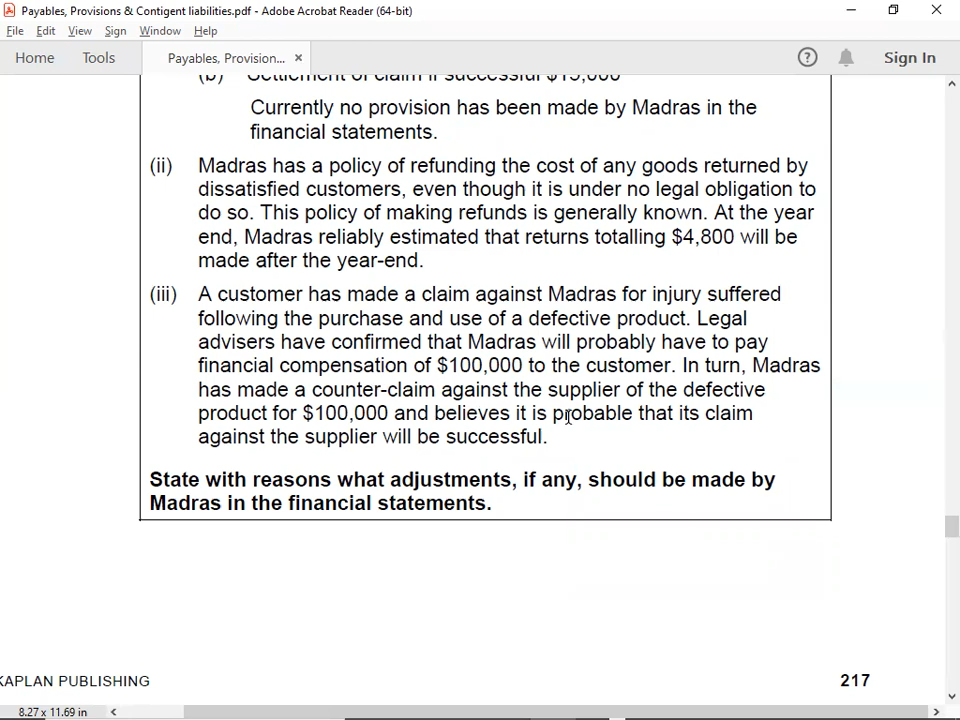 Payables, Provisions & Contigent liabilities.pdf - Adobe Acrobat Reader (64-bit)
File Edit View Sign Window Help
Home Tools Payables, Provision... × Sign In
(b) Settlement of claim if successful $15,000
Currently no provision has been made by Madras in the
financial statements.
(ii) Madras has a policy of refunding the cost of any goods returned by
dissatisfied customers, even though it is under no legal obligation to
do so. This policy of making refunds is generally known. At the year
end, Madras reliably estimated that returns totalling $4,800 will be
made after the year-end.
(iii) A customer has made a claim against Madras for injury suffered
following the purchase and use of a defective product. Legal
advisers have confirmed that Madras will probably have to pay
financial compensation of $100,000 to the customer. In turn, Madras
has made a counter-claim against the supplier of the defective
product for $100,000 and believes it is probable that its claim
against the supplier will be successful.
State with reasons what adjustments, if any, should be made by
Madras in the financial statements.
KAPLAN PUBLISHING 217
8.27 x 11.69 in